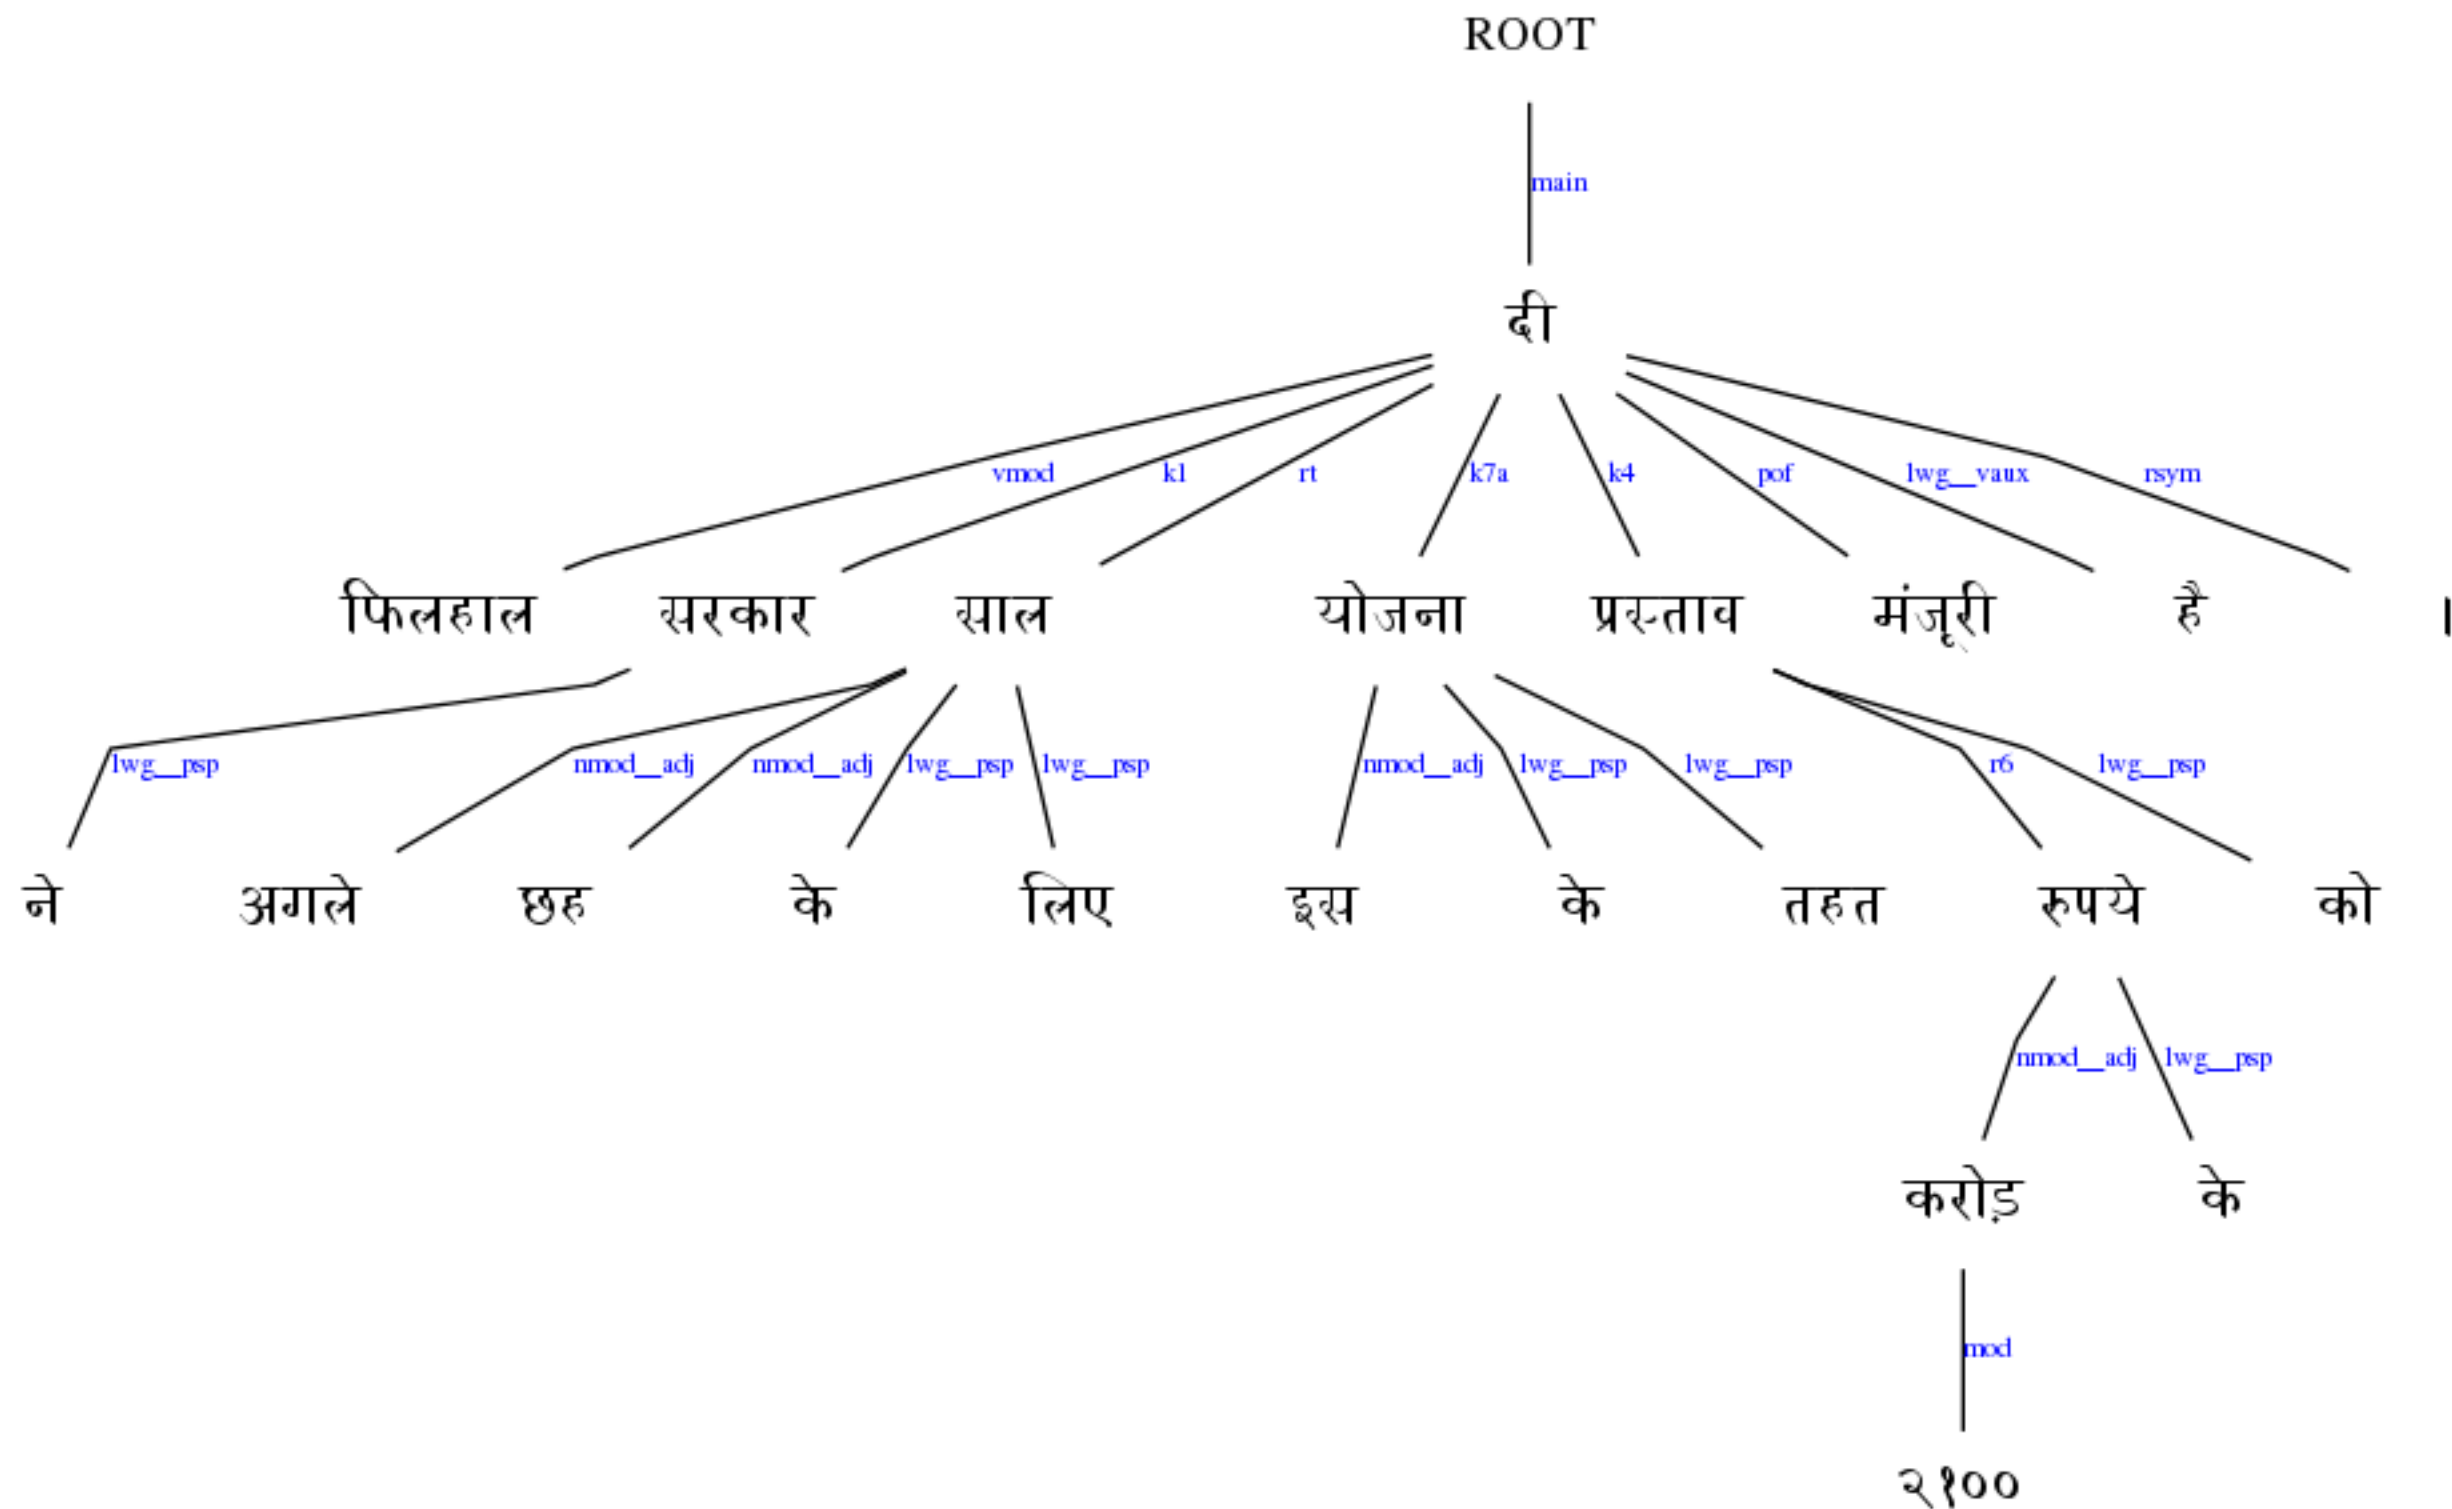 ROOT
main
दी
vmod k1 rt k7a k4 pof lwg__vaux rsym
फिलहाल सरकार साल योजना प्रस्ताव मंजूरी है ।
lwg__psp nmod__adj nmod__adj lwg__psp lwg__psp nmod__adj lwg__psp lwg__psp r6 lwg__psp
ने अगले छह के लिए इस के तहत रुपये को
nmod__adj lwg__psp
करोड़ के
mod
२१००